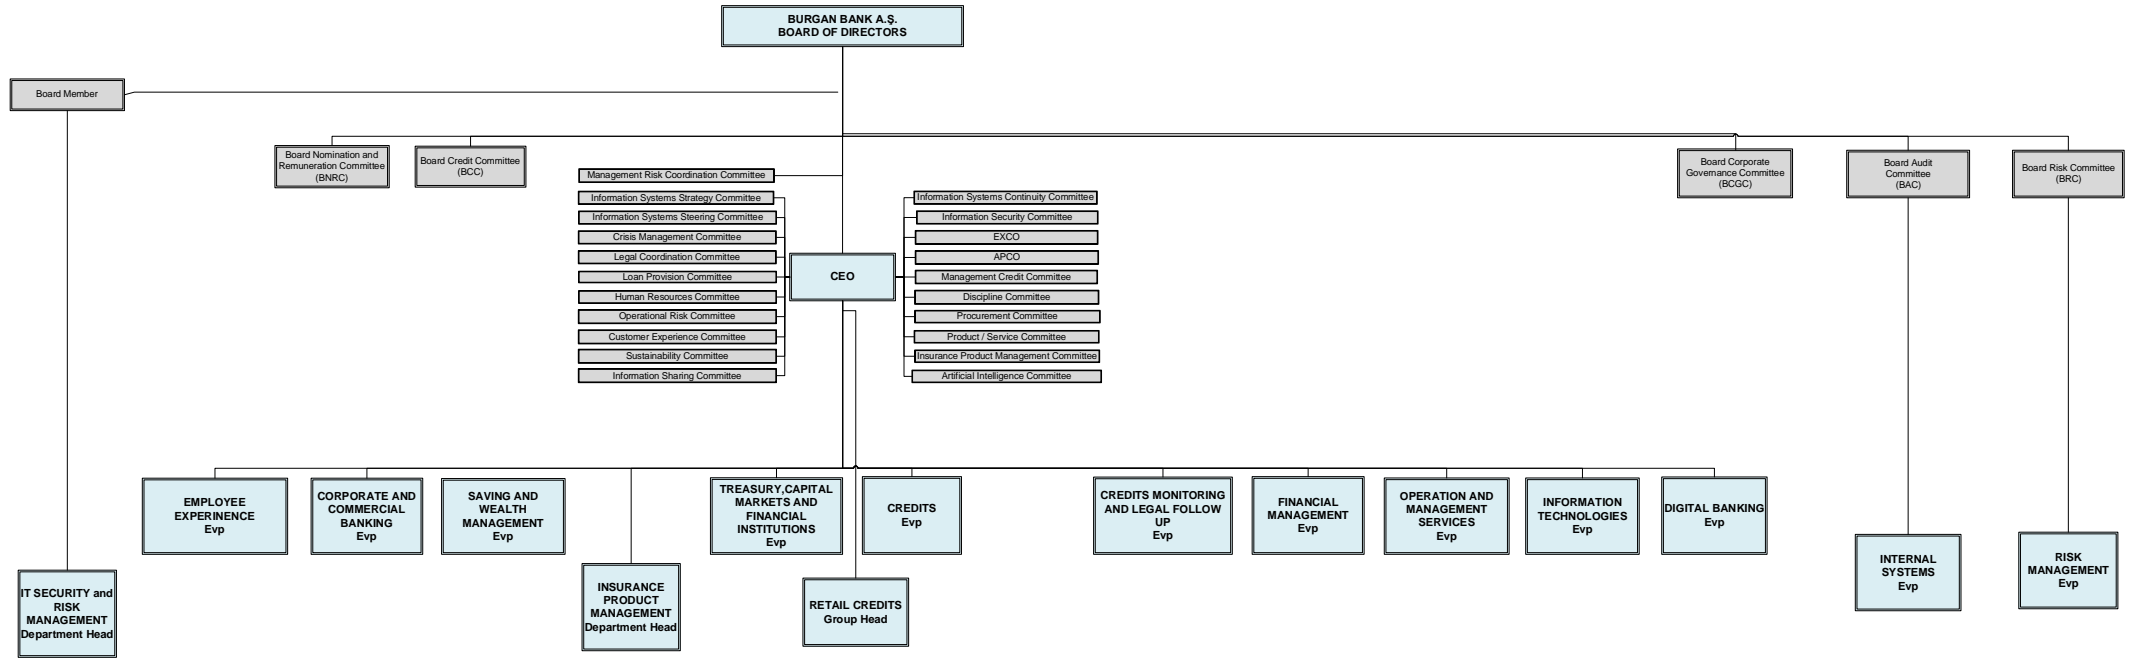 BURGAN BANK A.Ş.
BOARD OF DIRECTORS
Board Member
Board Nomination and
Remuneration Committee
(BNRC)
Board Credit Committee
(BCC)
Board Corporate
Governance Committee
(BCGC)
Board Audit
Committee
(BAC)
Board Risk Committee
(BRC)
Management Risk Coordination Committee
Information Systems Strategy Committee
Information Systems Steering Committee
Crisis Management Committee
Legal Coordination Committee
Loan Provision Committee
Human Resources Committee
Operational Risk Committee
Customer Experience Committee
Sustainability Committee
Information Sharing Committee
CEO
Information Systems Continuity Committee
Information Security Committee
EXCO
APCO
Management Credit Committee
Discipline Committee
Procurement Committee
Product / Service Committee
Insurance Product Management Committee
Artificial Intelligence Committee
EMPLOYEE
EXPERINENCE
Evp
CORPORATE AND
COMMERCIAL
BANKING
Evp
SAVING AND
WEALTH
MANAGEMENT
Evp
TREASURY,CAPITAL
MARKETS AND
FINANCIAL
INSTITUTIONS
Evp
CREDITS
Evp
CREDITS MONITORING
AND LEGAL FOLLOW
UP
Evp
FINANCIAL
MANAGEMENT
Evp
OPERATION AND
MANAGEMENT
SERVICES
Evp
INFORMATION
TECHNOLOGIES
Evp
DIGITAL BANKING
Evp
IT SECURITY and
RISK
MANAGEMENT
Department Head
INSURANCE
PRODUCT
MANAGEMENT
Department Head
RETAIL CREDITS
Group Head
INTERNAL
SYSTEMS
Evp
RISK
MANAGEMENT
Evp